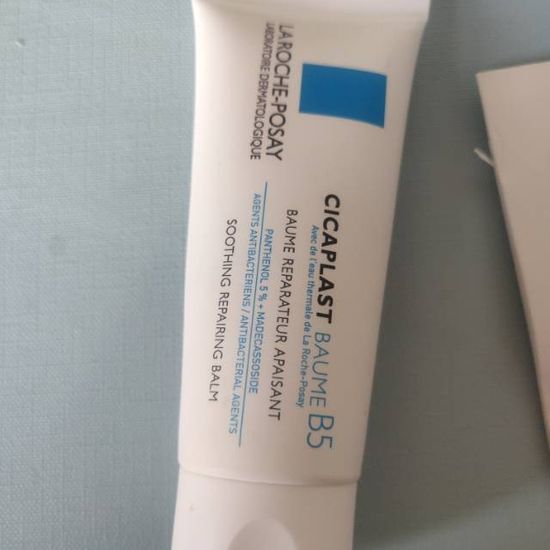 LA ROCHE-POSAY
LABORATOIRE DERMATOLOGIQUE
CICAPLAST BAUME B5
Avec de l'eau thermale de La Roche-Posay
BAUME REPARATEUR APAISANT
PANTHENOL 5 % + MADECASSOSIDE
AGENTS ANTIBACTERIENS / ANTIBACTERIAL AGENTS
SOOTHING REPAIRING BALM